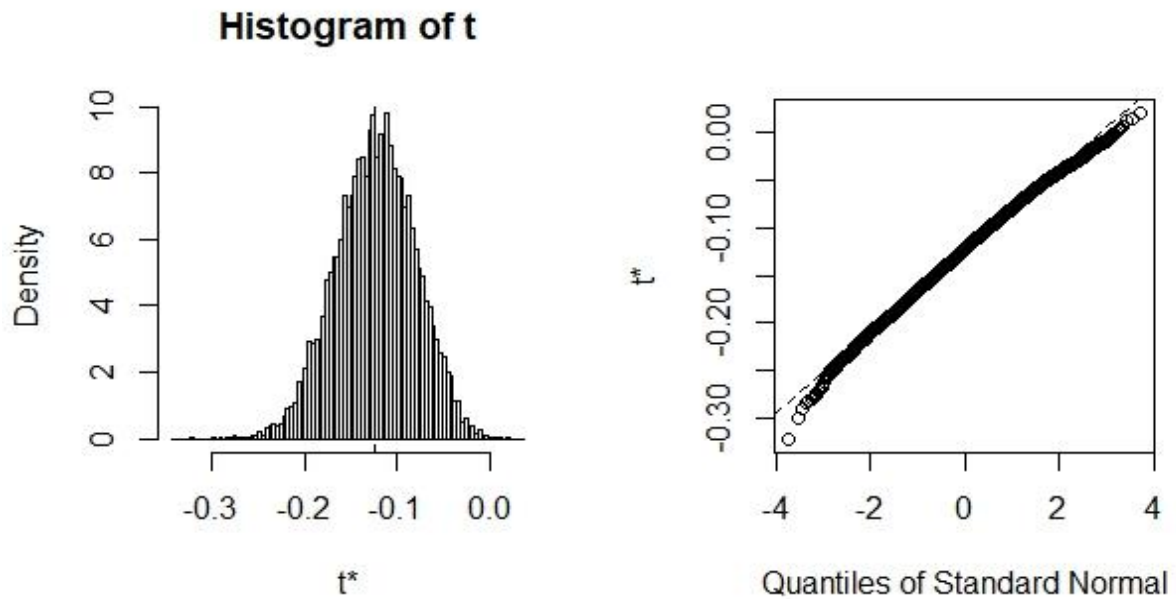 Histogram of t
Density
0 2 4 6 8 10
-0.3 -0.2 -0.1 0.0
t*
t*
-0.30 -0.20 -0.10 0.00
-4 -2 0 2 4
Quantiles of Standard Normal